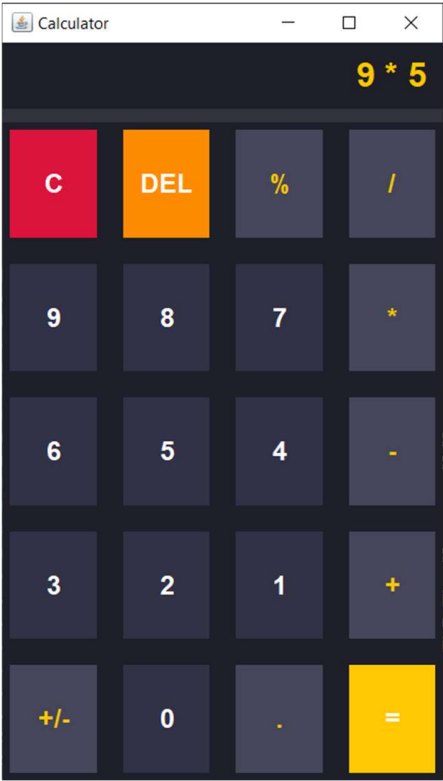 Calculator
9 * 5
C DEL % /
9 8 7 *
6 5 4 -
3 2 1 +
+/- 0 . =